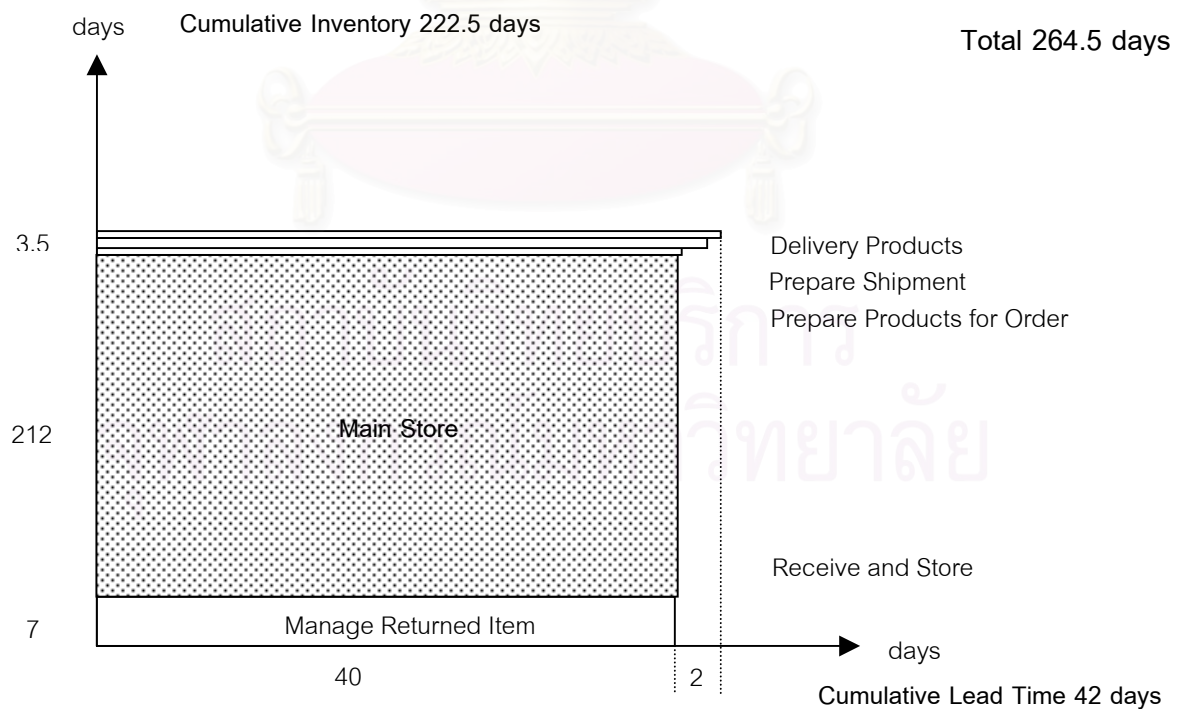 days
Cumulative Inventory 222.5 days
Total 264.5 days
3.5
Delivery Products
Prepare Shipment
Prepare Products for Order
212
Main Store
Receive and Store
7
Manage Returned Item
days
40
2
Cumulative Lead Time 42 days